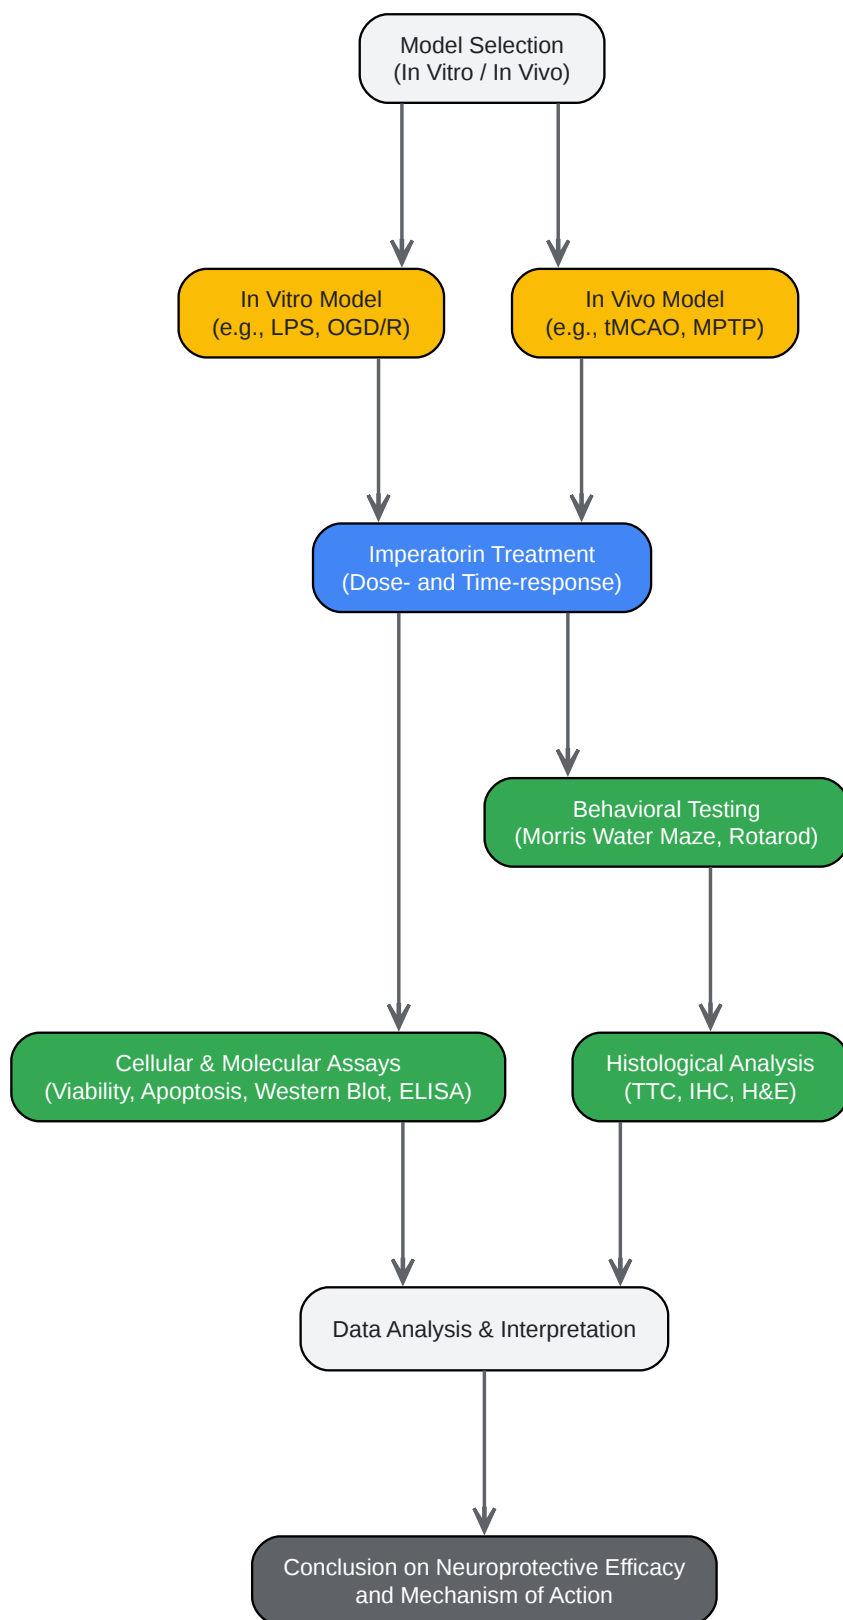 Model Selection
(In Vitro / In Vivo)
In Vitro Model
(e.g., LPS, OGD/R)
In Vivo Model
(e.g., tMCAO, MPTP)
Imperatorin Treatment
(Dose- and Time-response)
Behavioral Testing
(Morris Water Maze, Rotarod)
Cellular & Molecular Assays
(Viability, Apoptosis, Western Blot, ELISA)
Histological Analysis
(TTC, IHC, H&E)
Data Analysis & Interpretation
Conclusion on Neuroprotective Efficacy
and Mechanism of Action